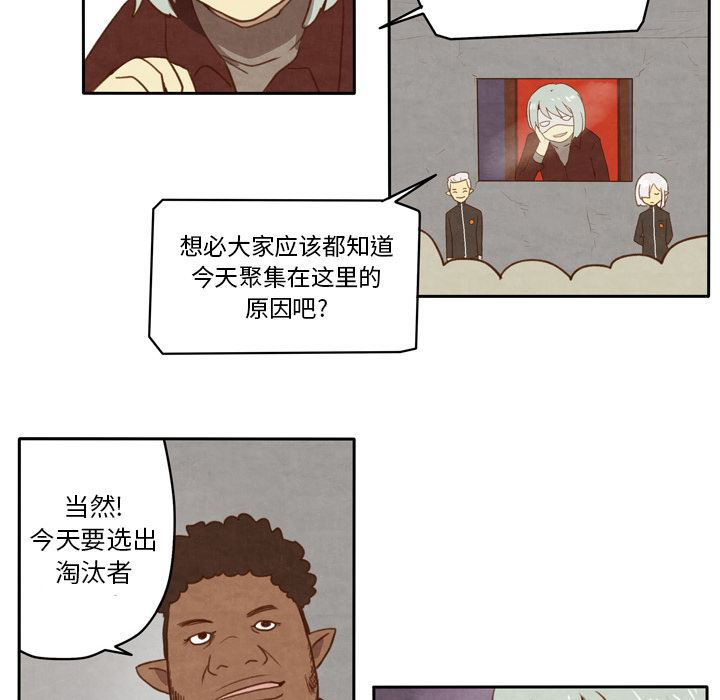 想必大家应该都知道
今天聚集在这里的
原因吧?
当然!
今天要选出
淘汰者